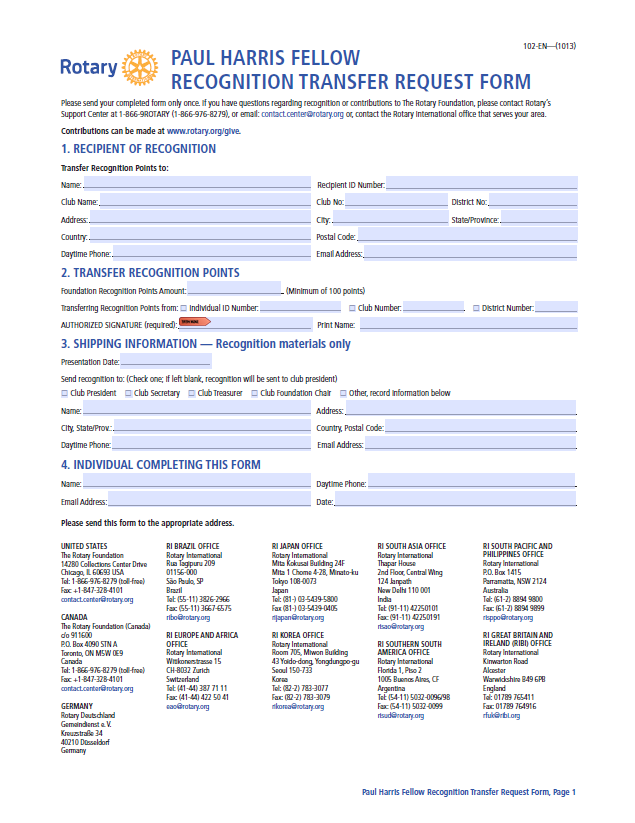 102-EN—(1013)
Rotary
PAUL HARRIS FELLOW
RECOGNITION TRANSFER REQUEST FORM
Please send your completed form only once. If you have questions regarding recognition or contributions to The Rotary Foundation, please contact Rotary's
Support Center at 1-866-9ROTARY (1-866-976-8279), or email: contact.center@rotary.org or, contact the Rotary International office that serves your area.
Contributions can be made at www.rotary.org/give.
1. RECIPIENT OF RECOGNITION
Transfer Recognition Points to:
Name: Recipient ID Number:
Club Name: Club No: District No:
Address: City: State/Province:
Country: Postal Code:
Daytime Phone: Email Address:
2. TRANSFER RECOGNITION POINTS
Foundation Recognition Points Amount: (Minimum of 100 points)
Transferring Recognition Points from: Individual ID Number: Club Number: District Number:
AUTHORIZED SIGNATURE (required): Print Name:
3. SHIPPING INFORMATION — Recognition materials only
Presentation Date:
Send recognition to: (Check one; if left blank, recognition will be sent to club president)
Club President Club Secretary Club Treasurer Club Foundation Chair Other, record information below
Name: Address:
City, State/Prov.: Country, Postal Code:
Daytime Phone: Email Address:
4. INDIVIDUAL COMPLETING THIS FORM
Name: Daytime Phone:
Email Address: Date:
Please send this form to the appropriate address.
UNITED STATES
The Rotary Foundation
14280 Collections Center Drive
Chicago, IL 60693 USA
Tel: 1-866-976-8279 (toll-free)
Fax: +1-847-328-4101
contact.center@rotary.org
CANADA
The Rotary Foundation (Canada)
c/o 911600
P.O. Box 4090 STN A
Toronto, ON M5W 0E9
Canada
Tel: 1-866-976-8279 (toll-free)
Fax: +1-847-328-4101
contact.center@rotary.org
GERMANY
Rotary Deutschland
Gemeindienst e.V.
Kreuzstraße 34
40210 Düsseldorf
Germany
RI BRAZIL OFFICE
Rotary International
Rua Tagipuru 209
01156-000
São Paulo, SP
Brazil
Tel: (55-11) 3826-2966
Fax: (55-11) 3667-6575
ribo@rotary.org
RI EUROPE AND AFRICA
OFFICE
Rotary International
Witikonerstrasse 15
CH-8032 Zurich
Switzerland
Tel: (41-44) 387 71 11
Fax: (41-44) 422 50 41
eao@rotary.org
RI JAPAN OFFICE
Rotary International
Mita Kokusai Building 24F
Mita 1 Chome 4-28, Minato-ku
Tokyo 108-0073
Japan
Tel: (81-) 03-5439-5800
Fax (81-) 03-5439-0405
rijapan@rotary.org
RI KOREA OFFICE
Rotary International
Room 705, Miwon Building
43 Yoido-dong, Yongdungpo-gu
Seoul 150-733
Korea
Tel: (82-2) 783-3077
Fax: (82-2) 783-3079
rikorea@rotary.org
RI SOUTH ASIA OFFICE
Rotary International
Thapar House
2nd Floor, Central Wing
124 Janpath
New Delhi 110 001
India
Tel: (91-11) 42250101
Fax: (91-11) 42250191
risao@rotary.org
RI SOUTHERN SOUTH
AMERICA OFFICE
Rotary International
Florida 1, Piso 2
1005 Buenos Aires, CF
Argentina
Tel: (54-11) 5032-0096/98
Fax: (54-11) 5032-0099
risud@rotary.org
RI SOUTH PACIFIC AND
PHILIPPINES OFFICE
Rotary International
P.O. Box 1415
Parramatta, NSW 2124
Australia
Tel: (61-2) 8894 9800
Fax: (61-2) 8894 9899
risppo@rotary.org
RI GREAT BRITAIN AND
IRELAND (RIBI) OFFICE
Rotary International
Kinwarton Road
Alcester
Warwickshire B49 6PB
England
Tel: 01789 765411
Fax: 01789 764916
rfuk@ribi.org
Paul Harris Fellow Recognition Transfer Request Form, Page 1